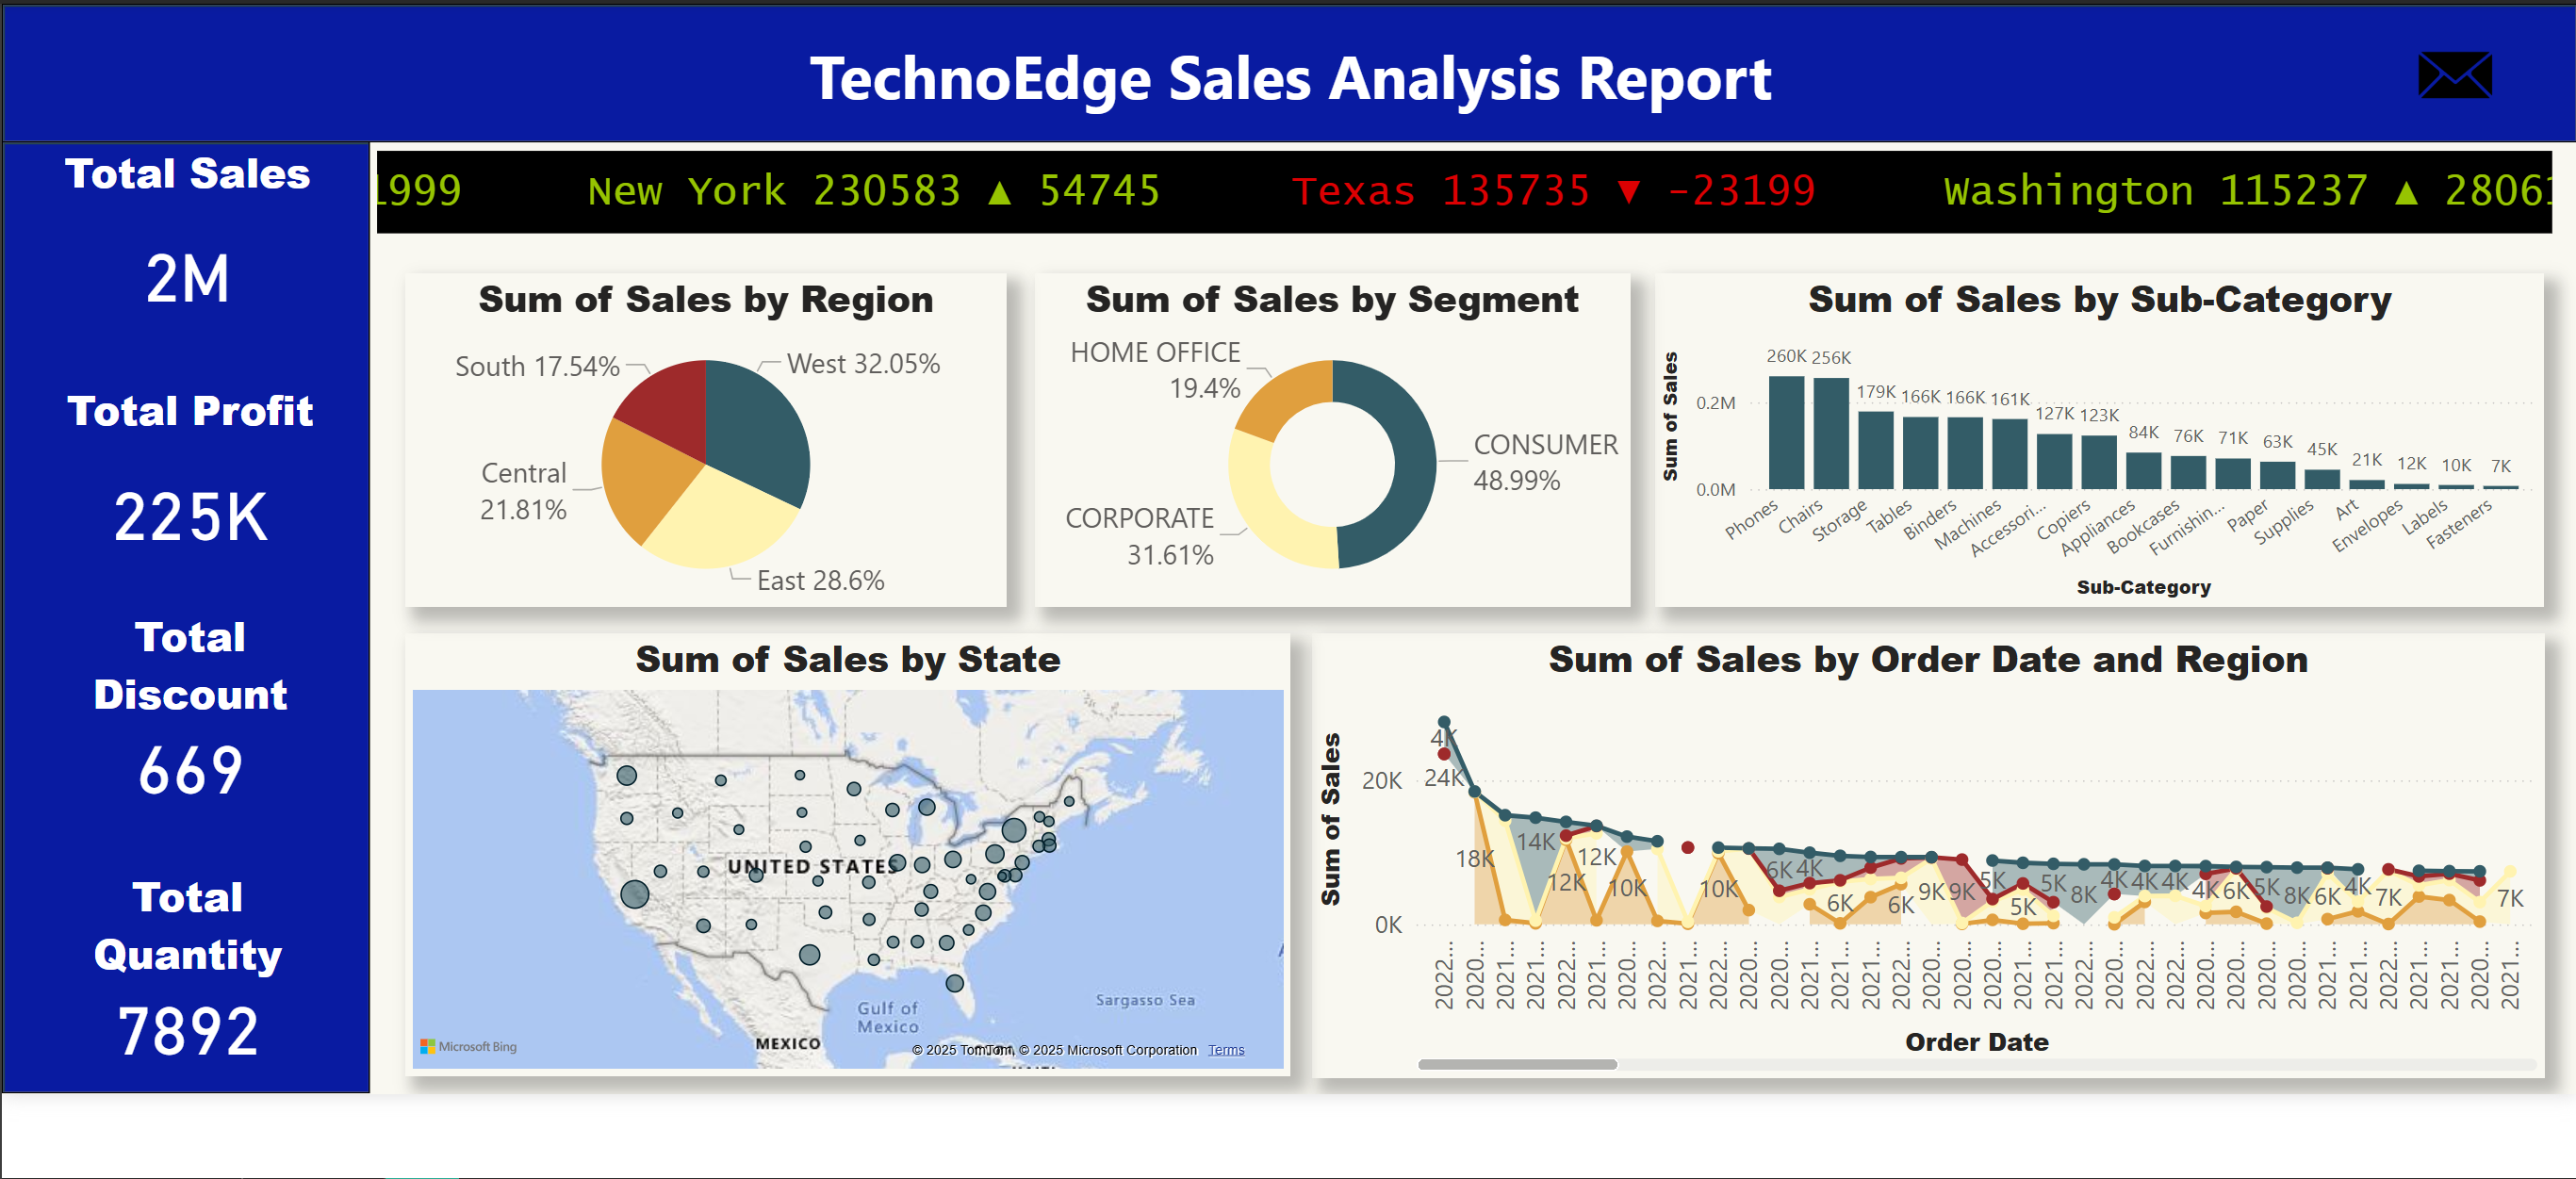 TechnoEdge Sales Analysis Report
Total Sales
2M
Total Profit
225K
Total
Discount
669
Total
Quantity
7892
1999 New York 230583 ▲ 54745 Texas 135735 ▼ -23199 Washington 115237 ▲ 28061
Sum of Sales by Region
South 17.54%
West 32.05%
Central
21.81%
East 28.6%
Sum of Sales by Segment
HOME OFFICE
19.4%
CONSUMER
48.99%
CORPORATE
31.61%
Sum of Sales by Sub-Category
Sum of Sales
0.2M
0.0M
260K 256K 179K 166K 166K 161K 127K 123K 84K 76K 71K 63K 45K 21K 12K 10K 7K
Phones Chairs Storage Tables Binders Machines Accessori... Copiers Appliances Bookcases Furnishin... Paper Supplies Art Envelopes Labels Fasteners
Sub-Category
Sum of Sales by State
UNITED STATES
Gulf of
Mexico
Sargasso Sea
MEXICO
Microsoft Bing
© 2025 TomTom, © 2025 Microsoft Corporation Terms
Sum of Sales by Order Date and Region
Sum of Sales
20K
0K
4K
24K
18K 14K 12K 12K 10K 10K 6K 4K 6K 6K 9K 9K 5K 5K 5K 8K 4K 4K 4K 4K 6K 5K 8K 6K 4K 7K 7K
2022... 2020... 2021... 2021... 2022... 2021... 2020... 2022... 2021... 2022... 2020... 2022... 2021... 2021... 2021... 2022... 2020... 2020... 2020... 2021... 2021... 2022... 2020... 2022... 2022... 2020... 2020... 2020... 2020... 2021... 2021... 2022... 2021... 2021... 2020... 2021...
Order Date